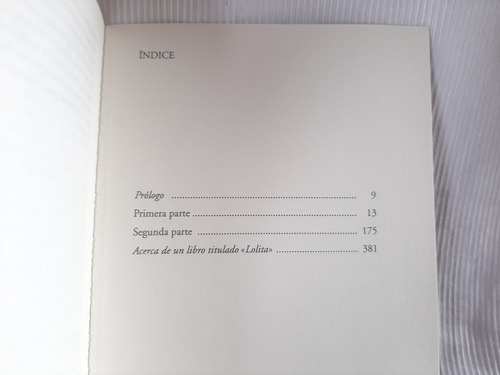 ÍNDICE
Prólogo ........................................................ 9
Primera parte .................................................. 13
Segunda parte .................................................. 175
Acerca de un libro titulado «Lolita» ........................... 381